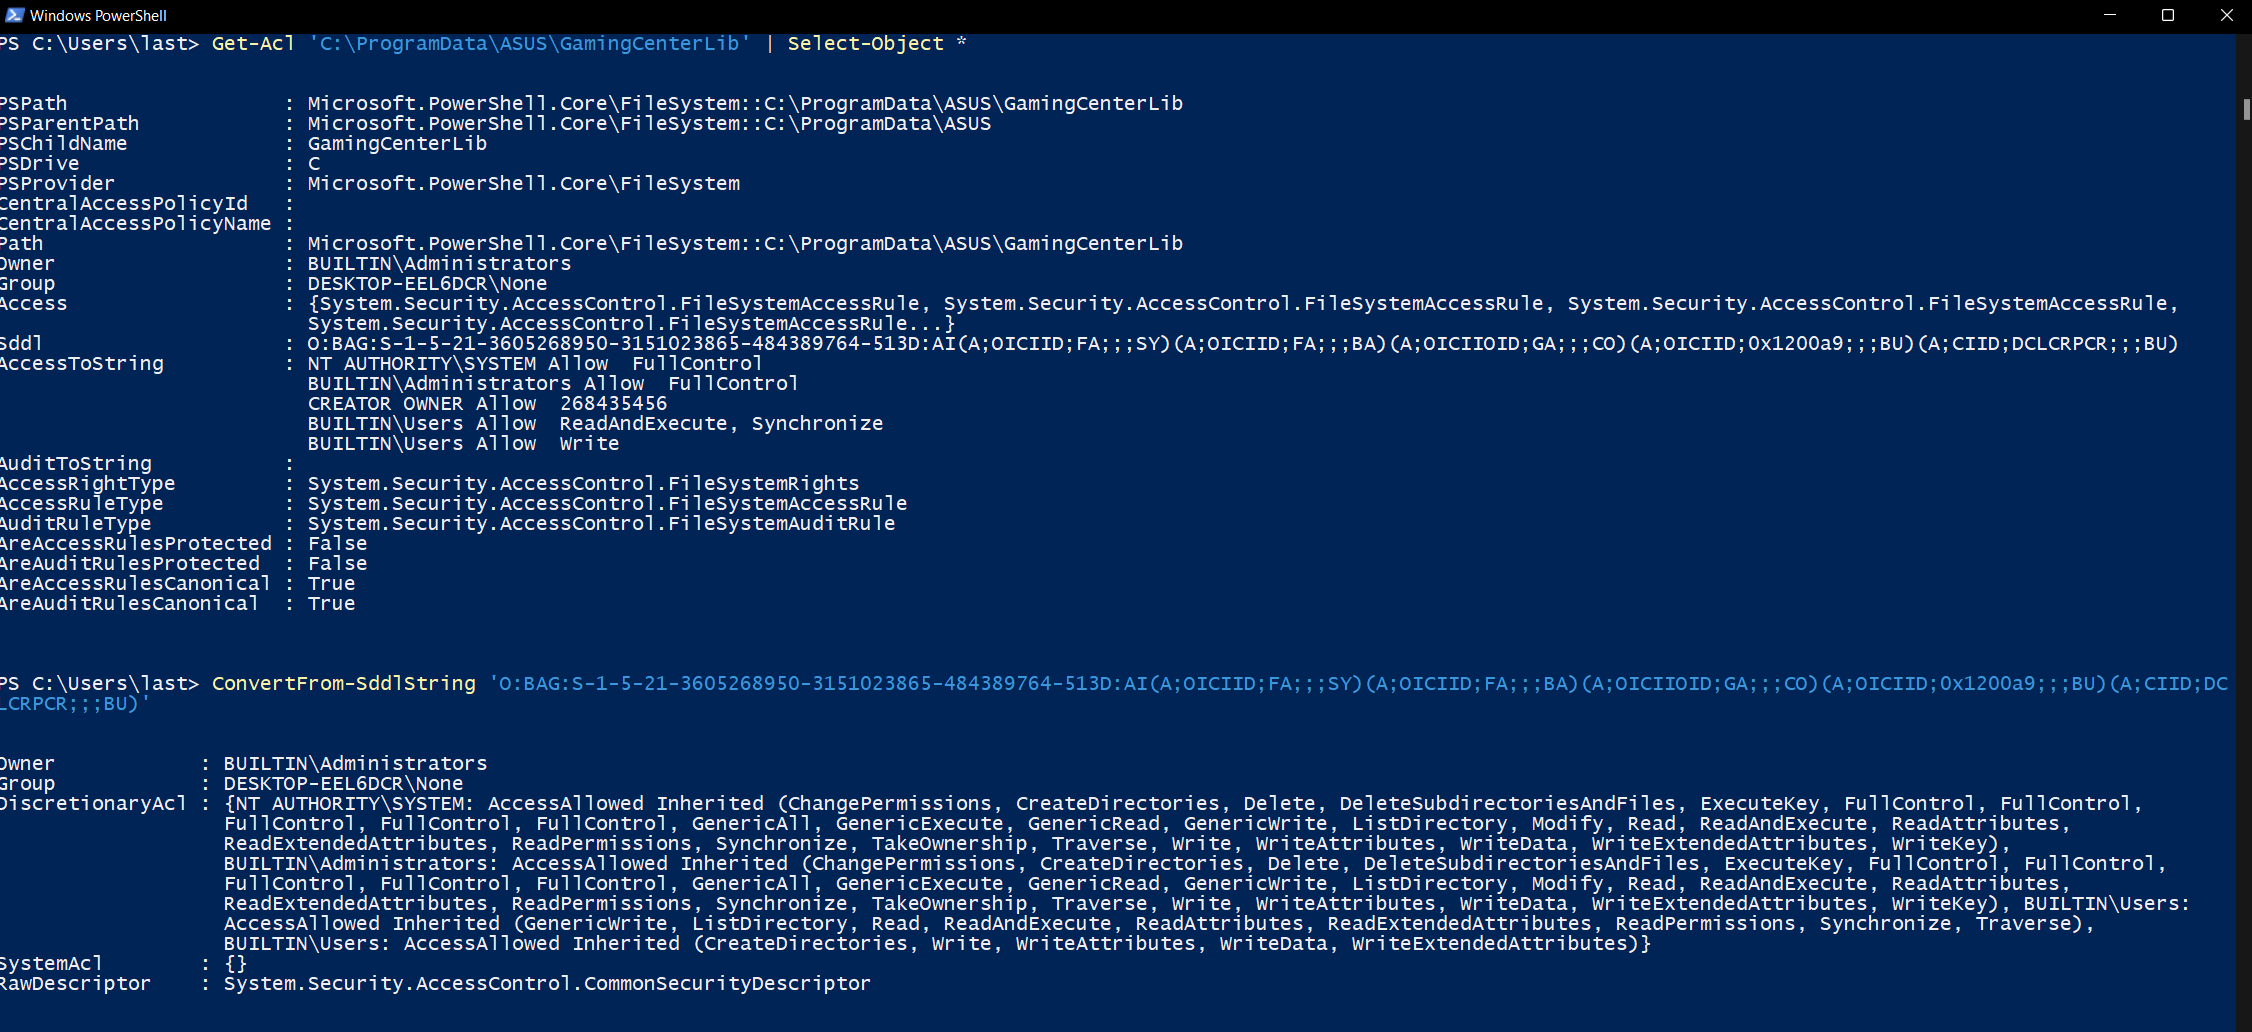 Windows PowerShell
PS C:\Users\last> Get-Acl 'C:\ProgramData\ASUS\GamingCenterLib' | Select-Object *
PSPath : Microsoft.PowerShell.Core\FileSystem::C:\ProgramData\ASUS\GamingCenterLib
PSParentPath : Microsoft.PowerShell.Core\FileSystem::C:\ProgramData\ASUS
PSChildName : GamingCenterLib
PSDrive : C
PSProvider : Microsoft.PowerShell.Core\FileSystem
CentralAccessPolicyId :
CentralAccessPolicyName :
Path : Microsoft.PowerShell.Core\FileSystem::C:\ProgramData\ASUS\GamingCenterLib
Owner : BUILTIN\Administrators
Group : DESKTOP-EEL6DCR\None
Access : {System.Security.AccessControl.FileSystemAccessRule, System.Security.AccessControl.FileSystemAccessRule, System.Security.AccessControl.FileSystemAccessRule,
System.Security.AccessControl.FileSystemAccessRule...}
Sddl : O:BAG:S-1-5-21-3605268950-3151023865-484389764-513D:AI(A;OICIID;FA;;;SY)(A;OICIID;FA;;;BA)(A;OICIIOID;GA;;;CO)(A;OICIID;0x1200a9;;;BU)(A;CIID;DCLCRPCR;;;BU)
AccessToString : NT AUTHORITY\SYSTEM Allow  FullControl
BUILTIN\Administrators Allow  FullControl
CREATOR OWNER Allow  268435456
BUILTIN\Users Allow  ReadAndExecute, Synchronize
BUILTIN\Users Allow  Write
AuditToString :
AccessRightType : System.Security.AccessControl.FileSystemRights
AccessRuleType : System.Security.AccessControl.FileSystemAccessRule
AuditRuleType : System.Security.AccessControl.FileSystemAuditRule
AreAccessRulesProtected : False
AreAuditRulesProtected : False
AreAccessRulesCanonical : True
AreAuditRulesCanonical : True
PS C:\Users\last> ConvertFrom-SddlString 'O:BAG:S-1-5-21-3605268950-3151023865-484389764-513D:AI(A;OICIID;FA;;;SY)(A;OICIID;FA;;;BA)(A;OICIIOID;GA;;;CO)(A;OICIID;0x1200a9;;;BU)(A;CIID;DC
LCRPCR;;;BU)'
Owner : BUILTIN\Administrators
Group : DESKTOP-EEL6DCR\None
DiscretionaryAcl : {NT AUTHORITY\SYSTEM: AccessAllowed Inherited (ChangePermissions, CreateDirectories, Delete, DeleteSubdirectoriesAndFiles, ExecuteKey, FullControl, FullControl,
FullControl, FullControl, FullControl, GenericAll, GenericExecute, GenericRead, GenericWrite, ListDirectory, Modify, Read, ReadAndExecute, ReadAttributes,
ReadExtendedAttributes, ReadPermissions, Synchronize, TakeOwnership, Traverse, Write, WriteAttributes, WriteData, WriteExtendedAttributes, WriteKey),
BUILTIN\Administrators: AccessAllowed Inherited (ChangePermissions, CreateDirectories, Delete, DeleteSubdirectoriesAndFiles, ExecuteKey, FullControl, FullControl,
FullControl, FullControl, FullControl, GenericAll, GenericExecute, GenericRead, GenericWrite, ListDirectory, Modify, Read, ReadAndExecute, ReadAttributes,
ReadExtendedAttributes, ReadPermissions, Synchronize, TakeOwnership, Traverse, Write, WriteAttributes, WriteData, WriteExtendedAttributes, WriteKey), BUILTIN\Users:
AccessAllowed Inherited (GenericWrite, ListDirectory, Read, ReadAndExecute, ReadAttributes, ReadExtendedAttributes, ReadPermissions, Synchronize, Traverse),
BUILTIN\Users: AccessAllowed Inherited (CreateDirectories, Write, WriteAttributes, WriteData, WriteExtendedAttributes)}
SystemAcl : {}
RawDescriptor : System.Security.AccessControl.CommonSecurityDescriptor